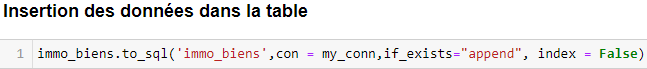 Insertion des données dans la table
1 immo_biens.to_sql('immo_biens',con = my_conn,if_exists="append", index = False)